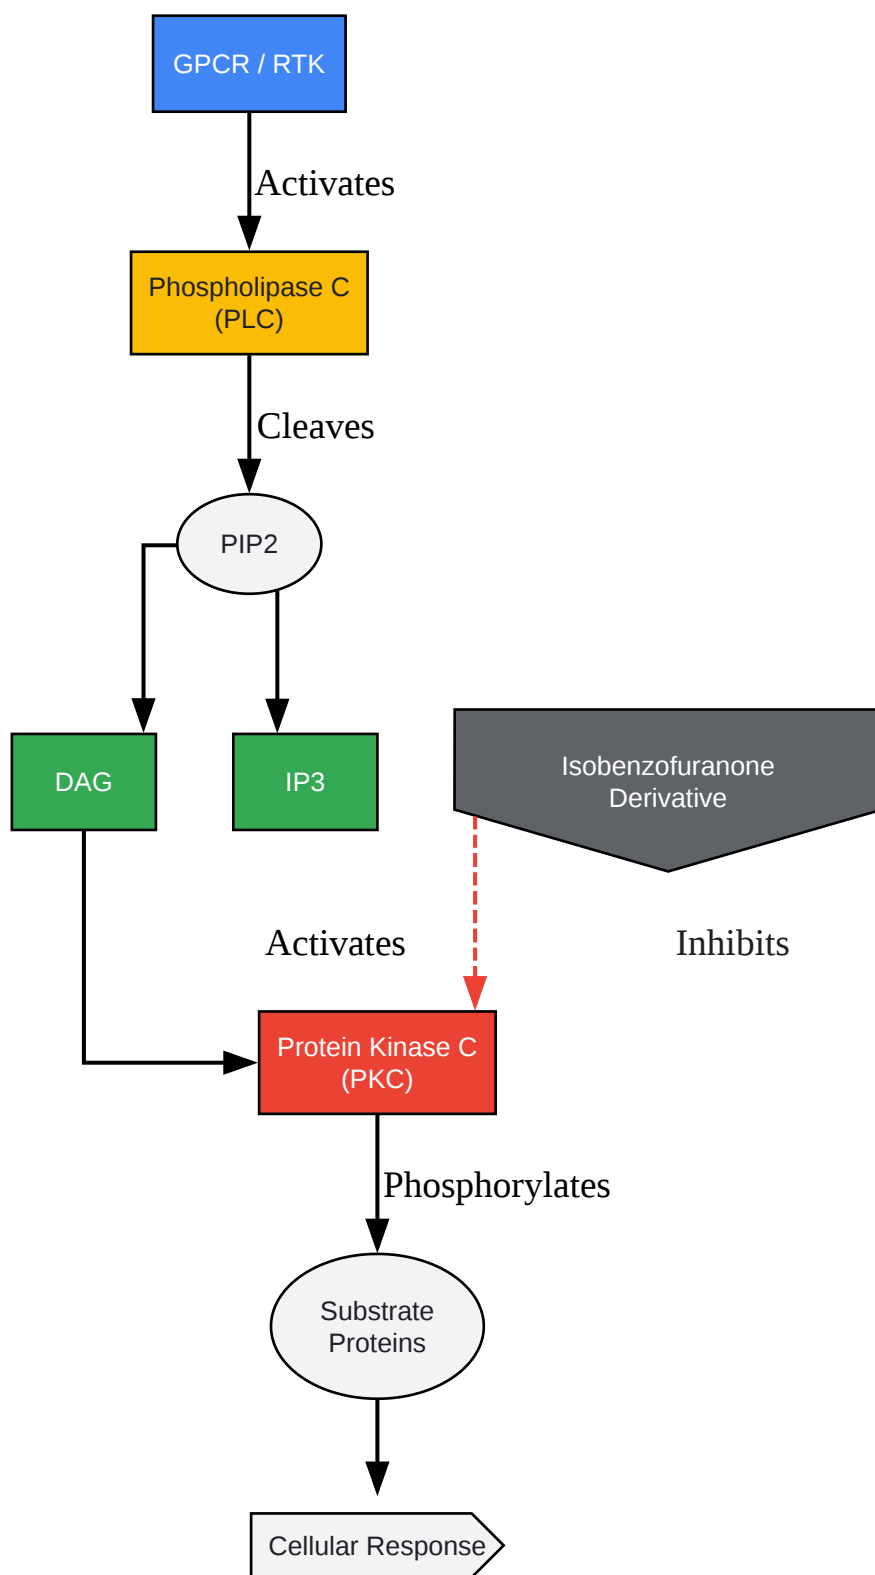 GPCR / RTK
Activates
Phospholipase C
(PLC)
Cleaves
PIP2
DAG
IP3
Isobenzofuranone
Derivative
Activates
Inhibits
Protein Kinase C
(PKC)
Phosphorylates
Substrate
Proteins
Cellular Response